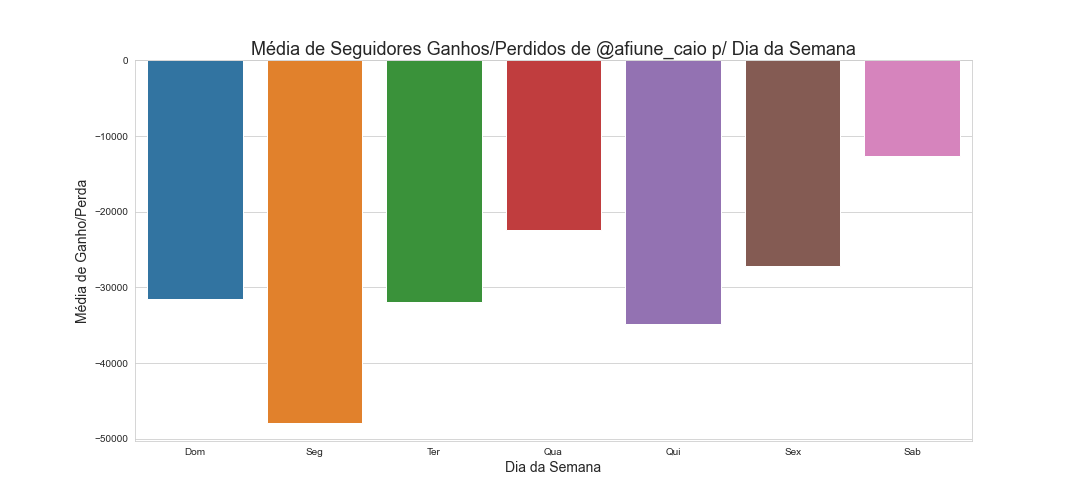 Média de Seguidores Ganhos/Perdidos de @afiune_caio p/ Dia da Semana
Média de Ganho/Perda
0
−10000
−20000
−30000
−40000
−50000
Dom Seg Ter Qua Qui Sex Sab
Dia da Semana